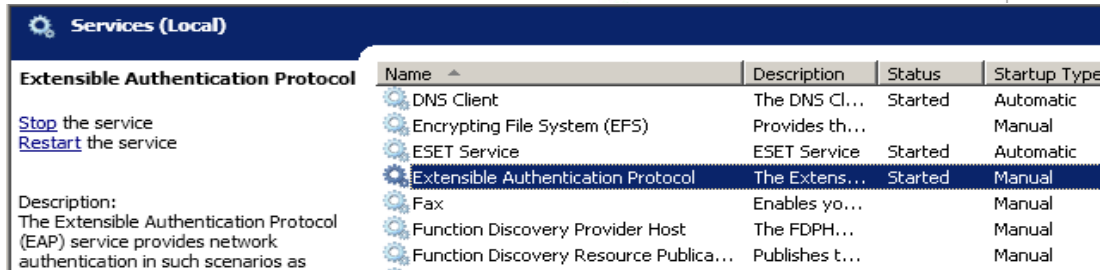 Services (Local)
Extensible Authentication Protocol
Stop the service
Restart the service
Description:
The Extensible Authentication Protocol
(EAP) service provides network
authentication in such scenarios as
Name Description Status Startup Type
DNS Client The DNS Cl... Started Automatic
Encrypting File System (EFS) Provides th... Manual
ESET Service ESET Service Started Automatic
Extensible Authentication Protocol The Extens... Started Manual
Fax Enables yo... Manual
Function Discovery Provider Host The FDPH... Manual
Function Discovery Resource Publica... Publishes t... Manual